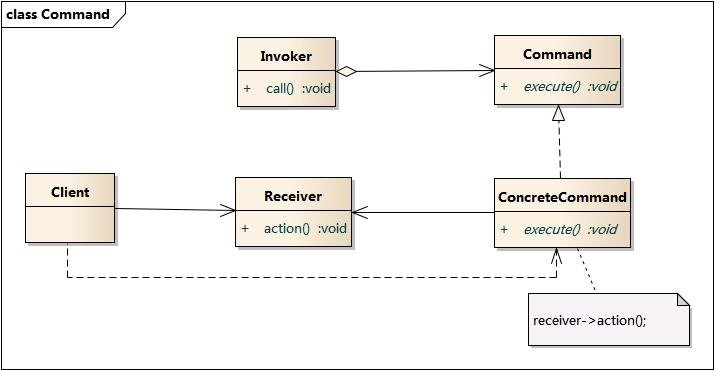 class Command
Invoker
+ call() :void
Command
+ execute() :void
Client
Receiver
+ action() :void
ConcreteCommand
+ execute() :void
receiver->action();